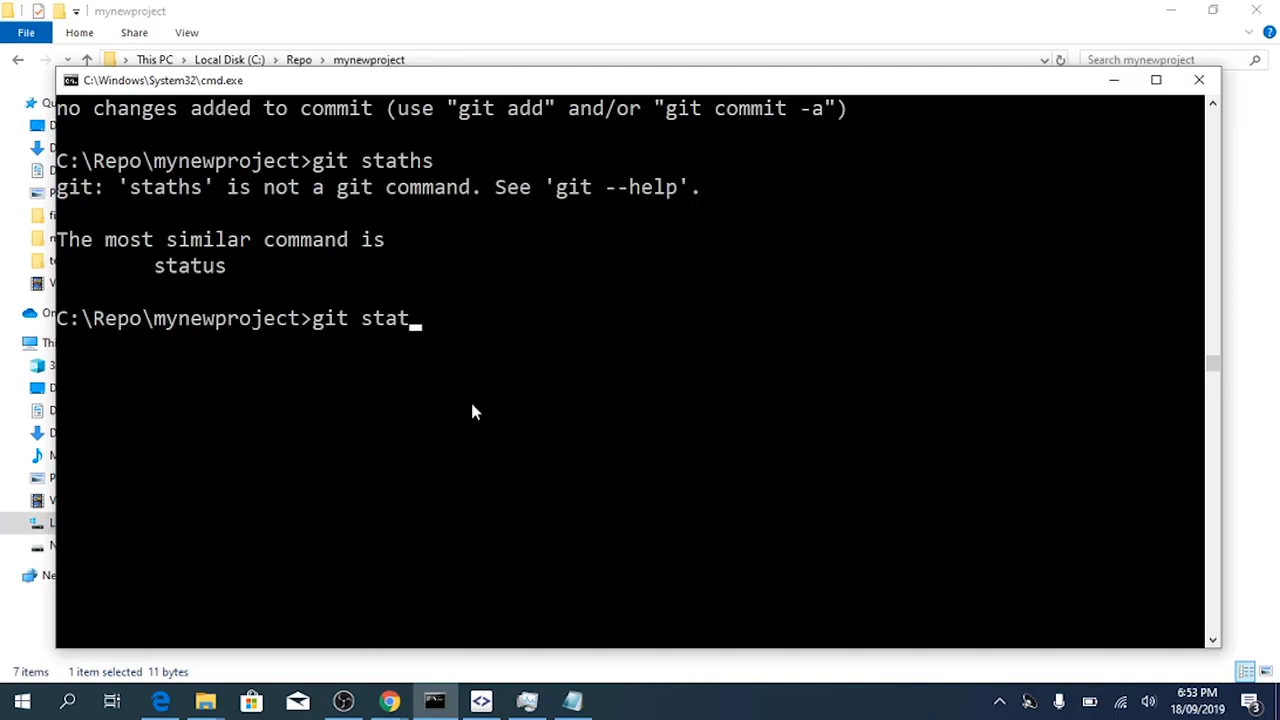 mynewproject
File Home Share View
This PC Local Disk (C:) Repo mynewproject Search mynewproject
C:\Windows\System32\cmd.exe
no changes added to commit (use "git add" and/or "git commit -a")
C:\Repo\mynewproject>git staths
git: 'staths' is not a git command. See 'git --help'.
The most similar command is
status
C:\Repo\mynewproject>git stat
7 items 1 item selected 11 bytes
6:53 PM
18/09/2019
3